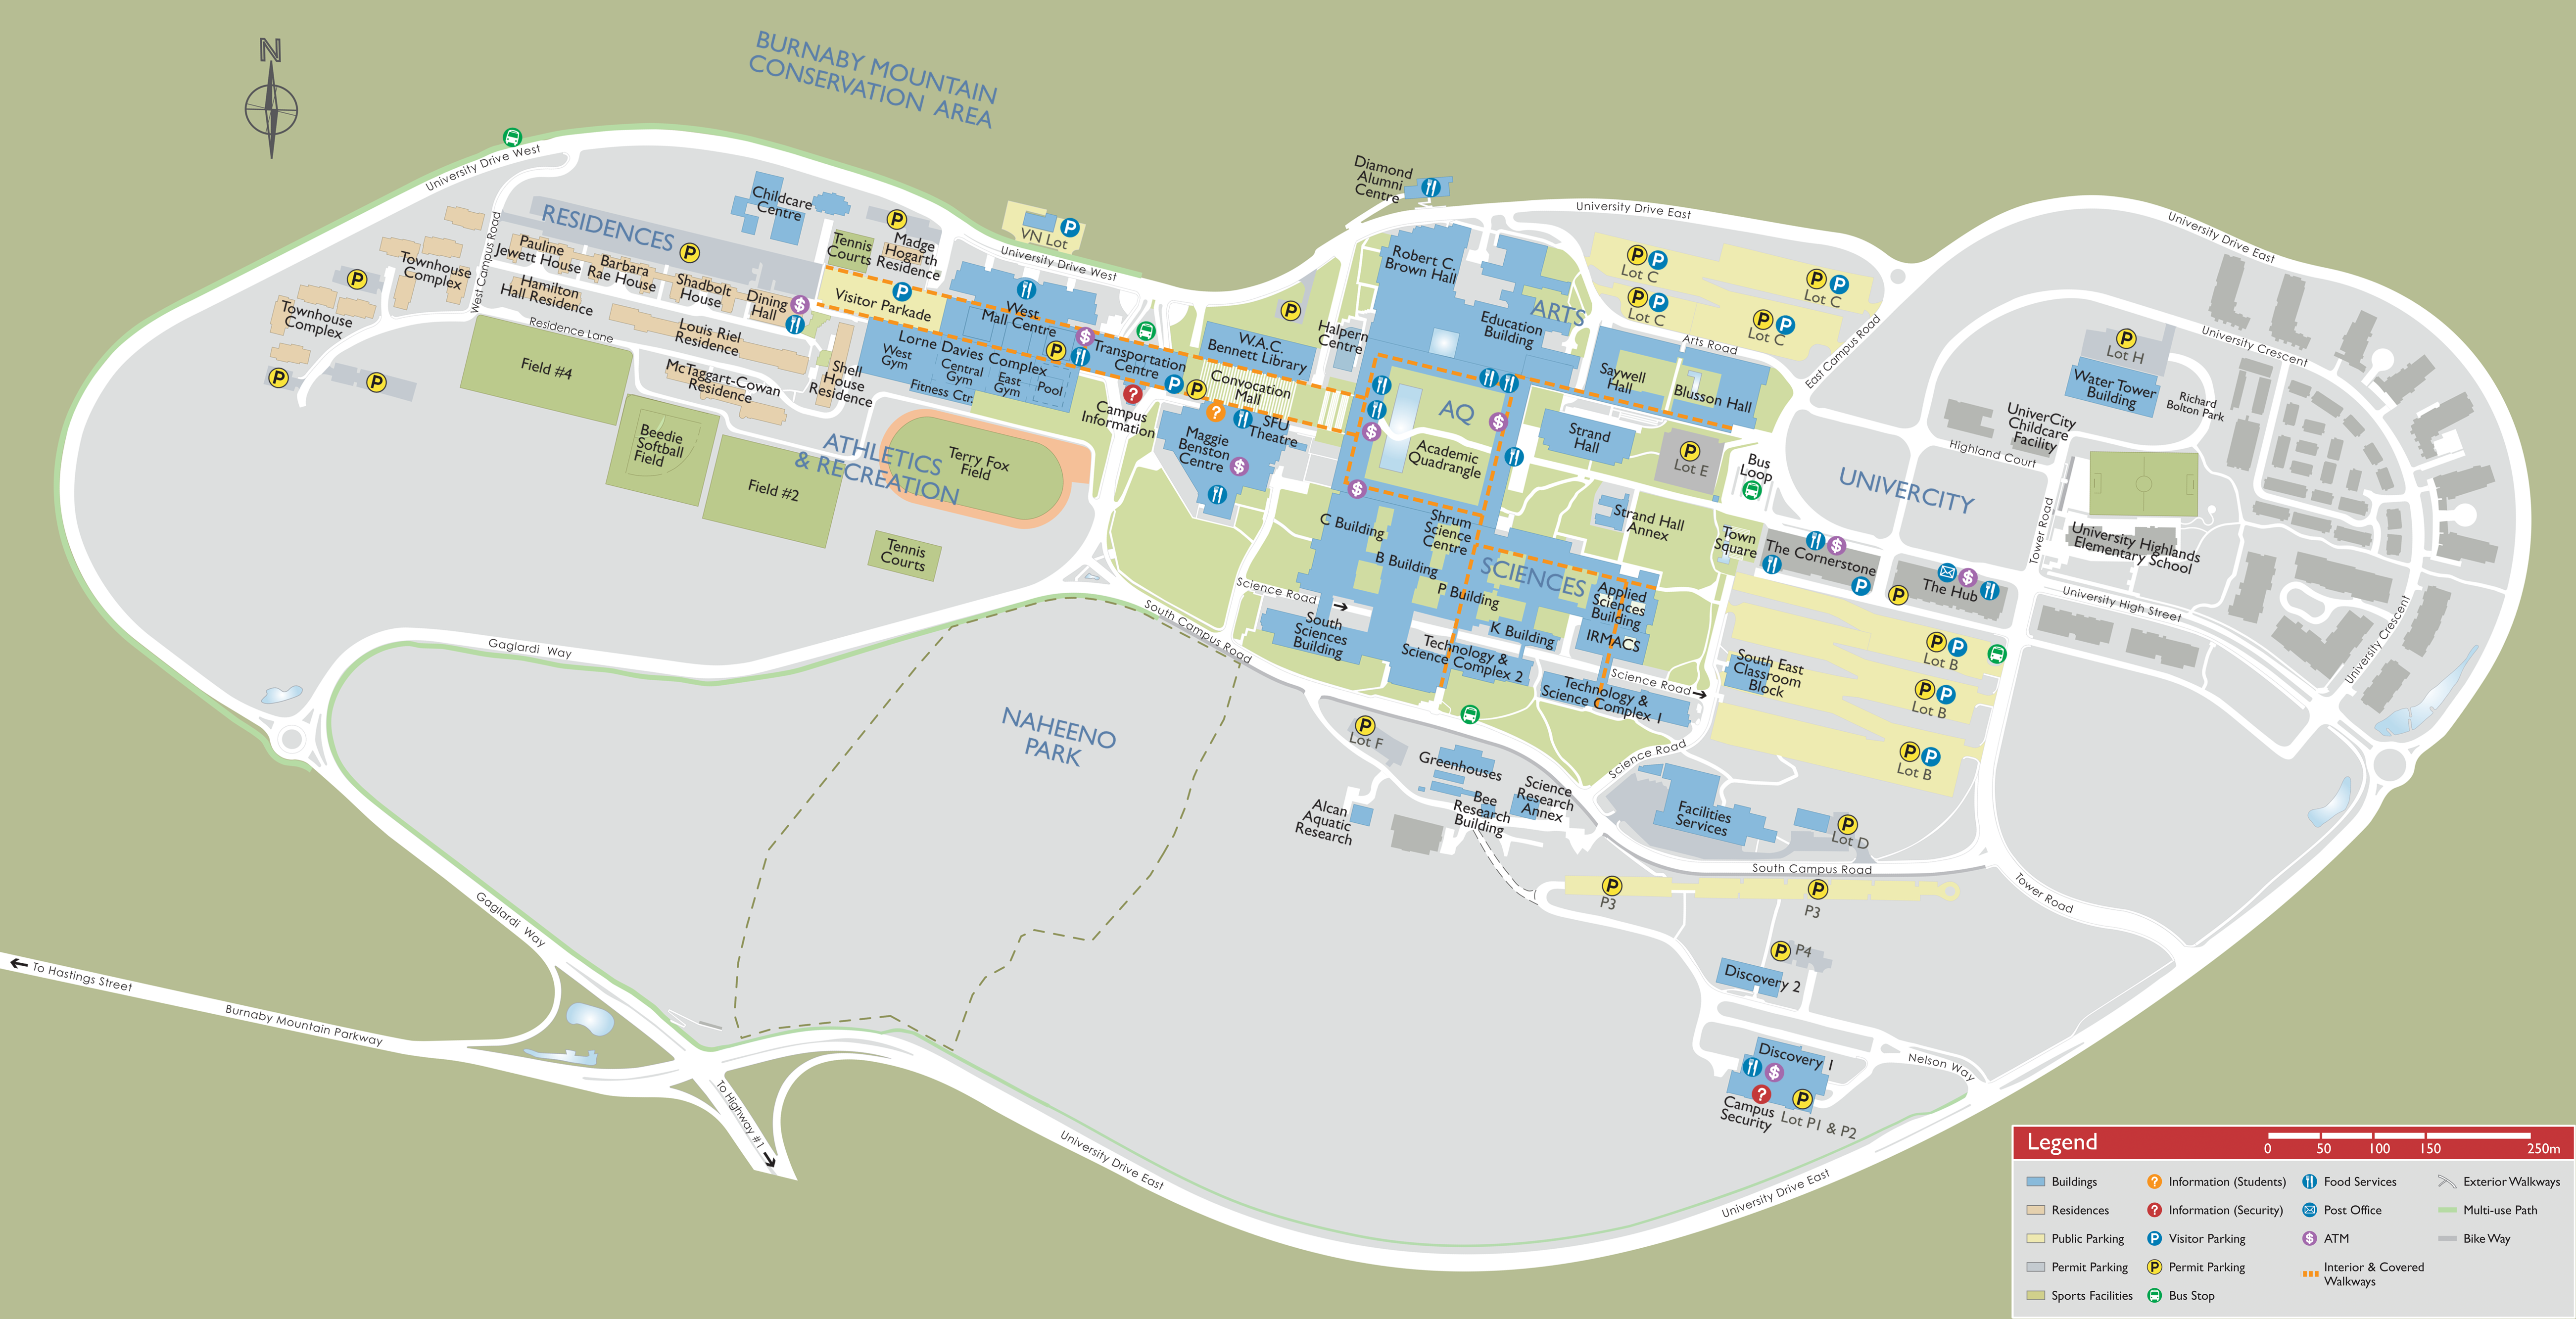 N
BURNABY MOUNTAIN
CONSERVATION AREA
University Drive West
RESIDENCES
P
Childcare
Centre
Tennis
Courts
P
Madge
Hogarth
Residence
VN Lot
P
University Drive West
Diamond
Alumni
Centre
University Drive East
University Drive East
West Campus Road
Townhouse
Complex
P
Townhouse
Complex
P
P
Pauline
Jewett House
Hamilton
Hall Residence
Barbara
Rae House
Shadbolt
House
Dining
Hall
$
Residence Lane
Louis Riel
Residence
McTaggart-Cowan
Residence
Shell
House
Residence
Visitor Parkade
P
West
Mall Centre
Lorne Davies Complex
West
Gym
Central
Gym
East
Gym
Pool
Fitness Ctr.
P
$
Transportation
Centre
P
P
?
Campus
Information
W.A.C.
Bennett Library
Convocation
Mall
P
Halpern
Centre
?
SFU
Theatre
Maggie
Benston
Centre
$
Field #4
Beedie
Softball
Field
Field #2
ATHLETICS
& RECREATION
Terry Fox
Field
Tennis
Courts
Robert C.
Brown Hall
Education
Building
ARTS
AQ
Academic
Quadrangle
$
$
$
P P
Lot C
P P
Lot C
P P
Lot C
P P
Lot C
Arts Road
East Campus Road
Saywell
Hall
Blusson Hall
Strand
Hall
P
Lot E
Bus
Loop
Strand Hall
Annex
Town
Square
UNIVERCITY
The Cornerstone
$
P
P
The Hub
$
P
Lot H
Water Tower
Building
Richard
Bolton Park
UniverCity
Childcare
Facility
Highland Court
Tower Road
University Highlands
Elementary School
University Crescent
University High Street
University Crescent
C Building
Shrum
Science
Centre
B Building
P Building
SCIENCES
K Building
Applied
Sciences
Building
IRMACS
Science Road
South
Sciences
Building
Technology &
Science Complex 2
Technology &
Science Complex 1
Science Road
Science Road
South East
Classroom
Block
P P
Lot B
P P
Lot B
P P
Lot B
South Campus Road
Gaglardi Way
NAHEENO
PARK
P
Lot F
Greenhouses
Bee
Research
Building
Science
Research
Annex
Alcan
Aquatic
Research
Facilities
Services
P
Lot D
South Campus Road
Tower Road
P
P3
P
P3
P
P4
Discovery 2
Nelson Way
Discovery 1
$
?
P
Campus
Security
Lot P1 & P2
Gaglardi Way
To Hastings Street
Burnaby Mountain Parkway
To Highway #1
University Drive East
University Drive East
Legend
0 50 100 150 250m
Buildings
Residences
Public Parking
Permit Parking
Sports Facilities
? Information (Students)
? Information (Security)
P Visitor Parking
P Permit Parking
Bus Stop
Food Services
Post Office
$ ATM
Interior & Covered
Walkways
Exterior Walkways
Multi-use Path
Bike Way